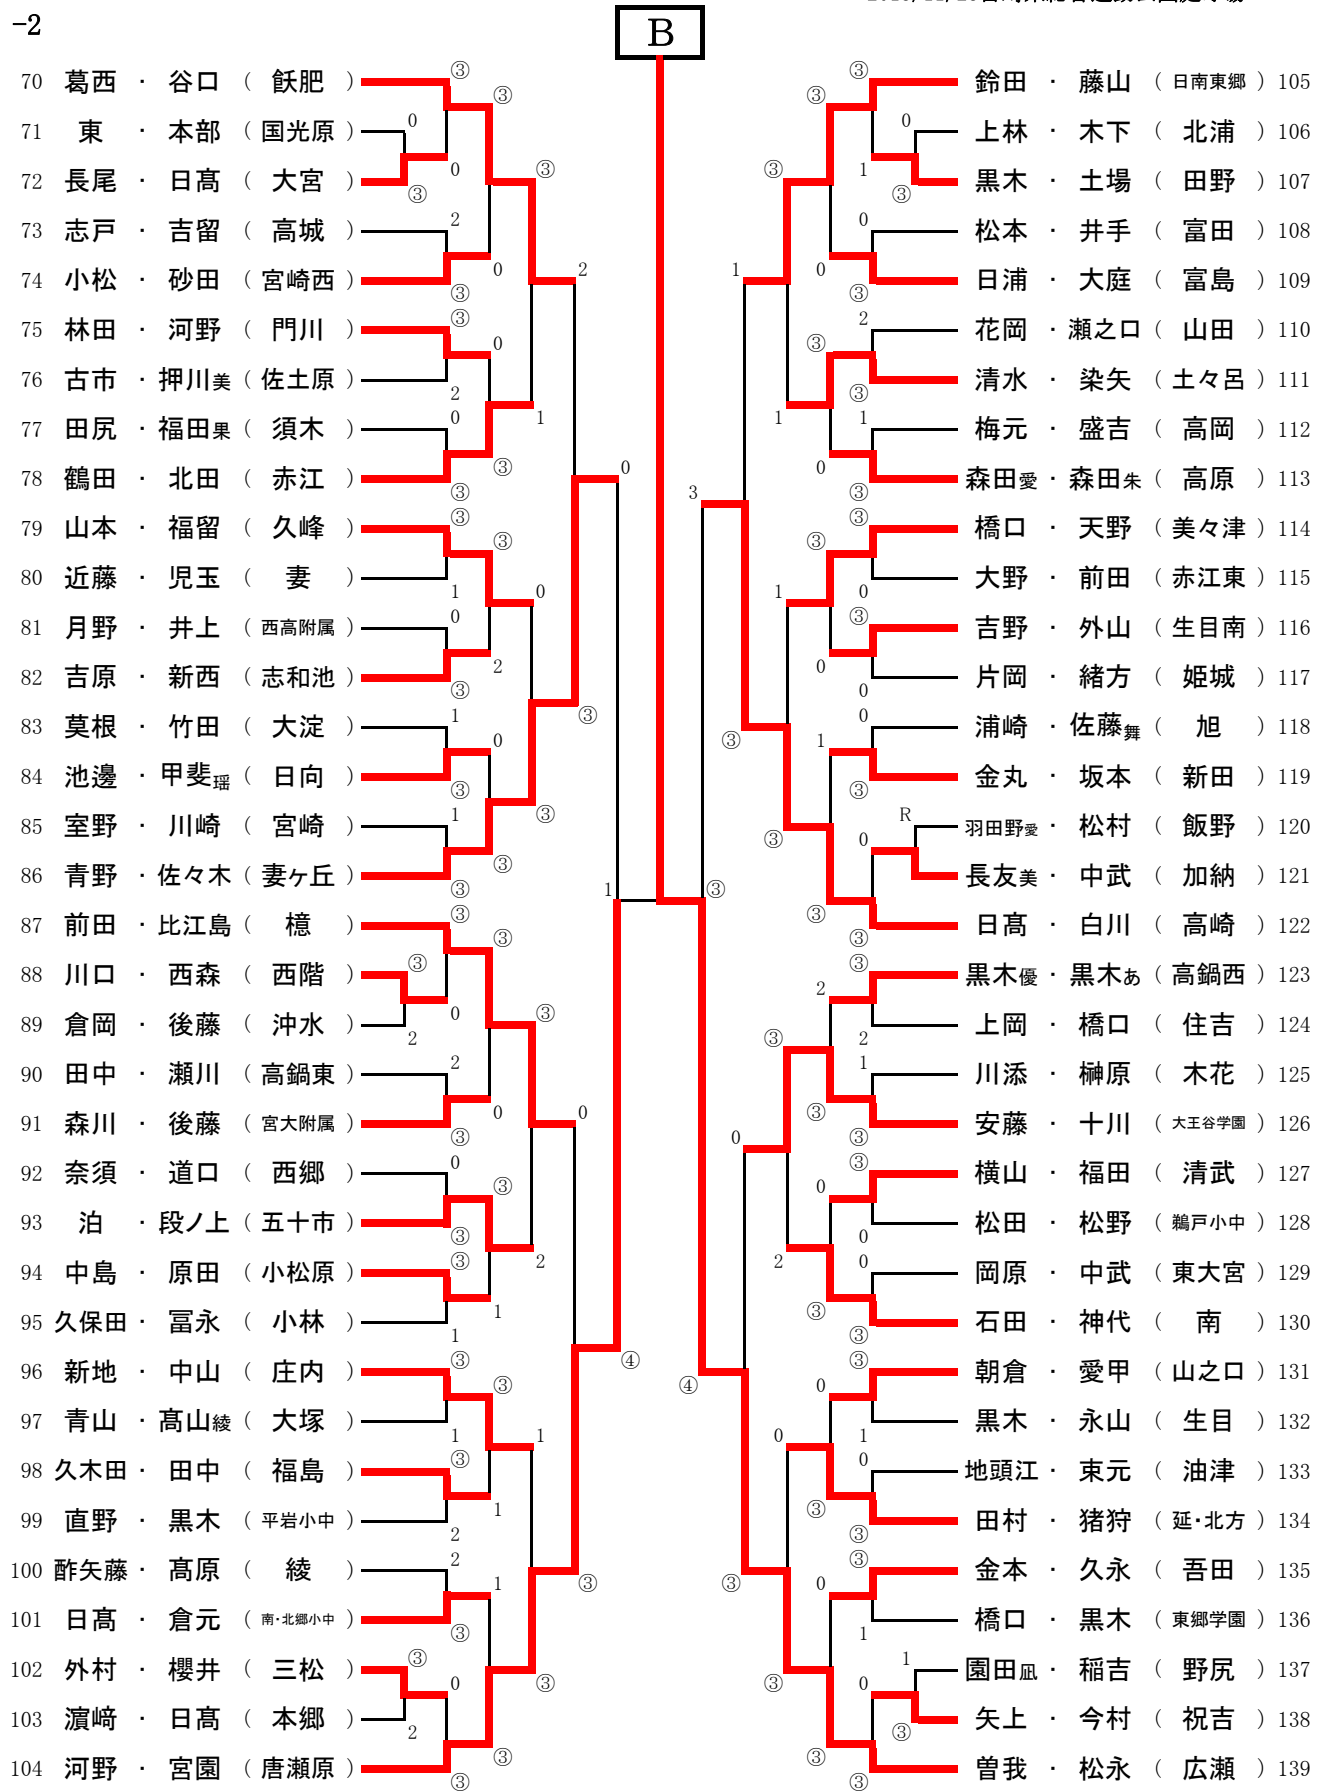 -2
B
70 葛西 ・ 谷口 （ 飫肥 ）
71 東 ・ 本部 （ 国光原 ）
72 長尾 ・ 日髙 （ 大宮 ）
73 志戸 ・ 吉留 （ 高城 ）
74 小松 ・ 砂田 （ 宮崎西 ）
75 林田 ・ 河野 （ 門川 ）
76 古市 ・ 押川美 （ 佐土原 ）
77 田尻 ・ 福田果 （ 須木 ）
78 鶴田 ・ 北田 （ 赤江 ）
79 山本 ・ 福留 （ 久峰 ）
80 近藤 ・ 児玉 （ 妻 ）
81 月野 ・ 井上 （ 西高附属 ）
82 吉原 ・ 新西 （ 志和池 ）
83 莫根 ・ 竹田 （ 大淀 ）
84 池邊 ・ 甲斐瑶 （ 日向 ）
85 室野 ・ 川崎 （ 宮崎 ）
86 青野 ・ 佐々木 （ 妻ヶ丘 ）
87 前田 ・ 比江島 （ 檍 ）
88 川口 ・ 西森 （ 西階 ）
89 倉岡 ・ 後藤 （ 沖水 ）
90 田中 ・ 瀬川 （ 高鍋東 ）
91 森川 ・ 後藤 （ 宮大附属 ）
92 奈須 ・ 道口 （ 西郷 ）
93 泊 ・ 段ノ上 （ 五十市 ）
94 中島 ・ 原田 （ 小松原 ）
95 久保田 ・ 冨永 （ 小林 ）
96 新地 ・ 中山 （ 庄内 ）
97 青山 ・ 髙山綾 （ 大塚 ）
98 久木田 ・ 田中 （ 福島 ）
99 直野 ・ 黒木 （ 平岩小中 ）
100 酢矢藤 ・ 髙原 （ 綾 ）
101 日髙 ・ 倉元 （ 南・北郷小中 ）
102 外村 ・ 櫻井 （ 三松 ）
103 濵﨑 ・ 日髙 （ 本郷 ）
104 河野 ・ 宮園 （ 唐瀬原 ）
鈴田 ・ 藤山 （ 日南東郷 ） 105
上林 ・ 木下 （ 北浦 ） 106
黒木 ・ 土場 （ 田野 ） 107
松本 ・ 井手 （ 富田 ） 108
日浦 ・ 大庭 （ 富島 ） 109
花岡 ・ 瀬之口 （ 山田 ） 110
清水 ・ 染矢 （ 土々呂 ） 111
梅元 ・ 盛吉 （ 高岡 ） 112
森田愛 ・ 森田朱 （ 高原 ） 113
橋口 ・ 天野 （ 美々津 ） 114
大野 ・ 前田 （ 赤江東 ） 115
吉野 ・ 外山 （ 生目南 ） 116
片岡 ・ 緒方 （ 姫城 ） 117
浦崎 ・ 佐藤舞 （ 旭 ） 118
金丸 ・ 坂本 （ 新田 ） 119
羽田野愛 ・ 松村 （ 飯野 ） 120
長友美 ・ 中武 （ 加納 ） 121
日髙 ・ 白川 （ 高崎 ） 122
黒木優 ・ 黒木あ （ 高鍋西 ） 123
上岡 ・ 橋口 （ 住吉 ） 124
川添 ・ 榊原 （ 木花 ） 125
安藤 ・ 十川 （ 大王谷学園 ） 126
横山 ・ 福田 （ 清武 ） 127
松田 ・ 松野 （ 鵜戸小中 ） 128
岡原 ・ 中武 （ 東大宮 ） 129
石田 ・ 神代 （ 南 ） 130
朝倉 ・ 愛甲 （ 山之口 ） 131
黒木 ・ 永山 （ 生目 ） 132
地頭江 ・ 束元 （ 油津 ） 133
田村 ・ 猪狩 （ 延・北方 ） 134
金本 ・ 久永 （ 吾田 ） 135
橋口 ・ 黒木 （ 東郷学園 ） 136
園田凪 ・ 稲吉 （ 野尻 ） 137
矢上 ・ 今村 （ 祝吉 ） 138
曽我 ・ 松永 （ 広瀬 ） 139